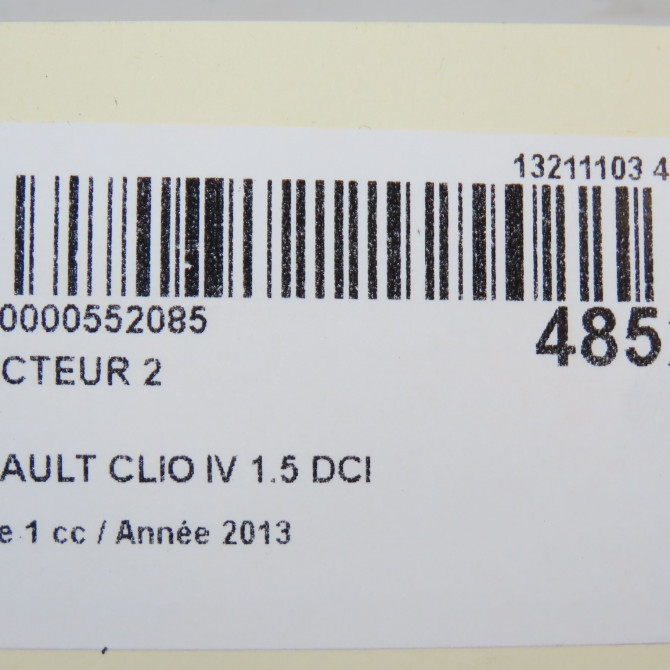 13211103 4
0000552085
485
CTEUR 2
AULT CLIO IV 1.5 DCI
e 1 cc / Année 2013